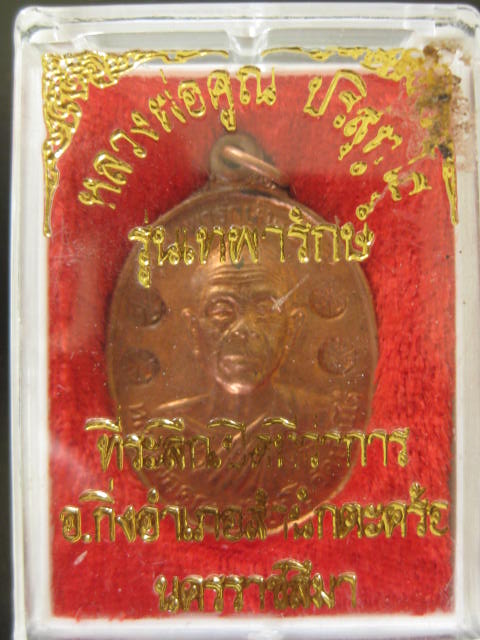 หลวงพ่อคูณ ปริสุทฺโธ
รุ่นเทพารักษ์
ที่ระลึกเปิดที่ว่าการ
อ.กิ่งอำเภอสำนักตะคร้อ
นครราชสีมา